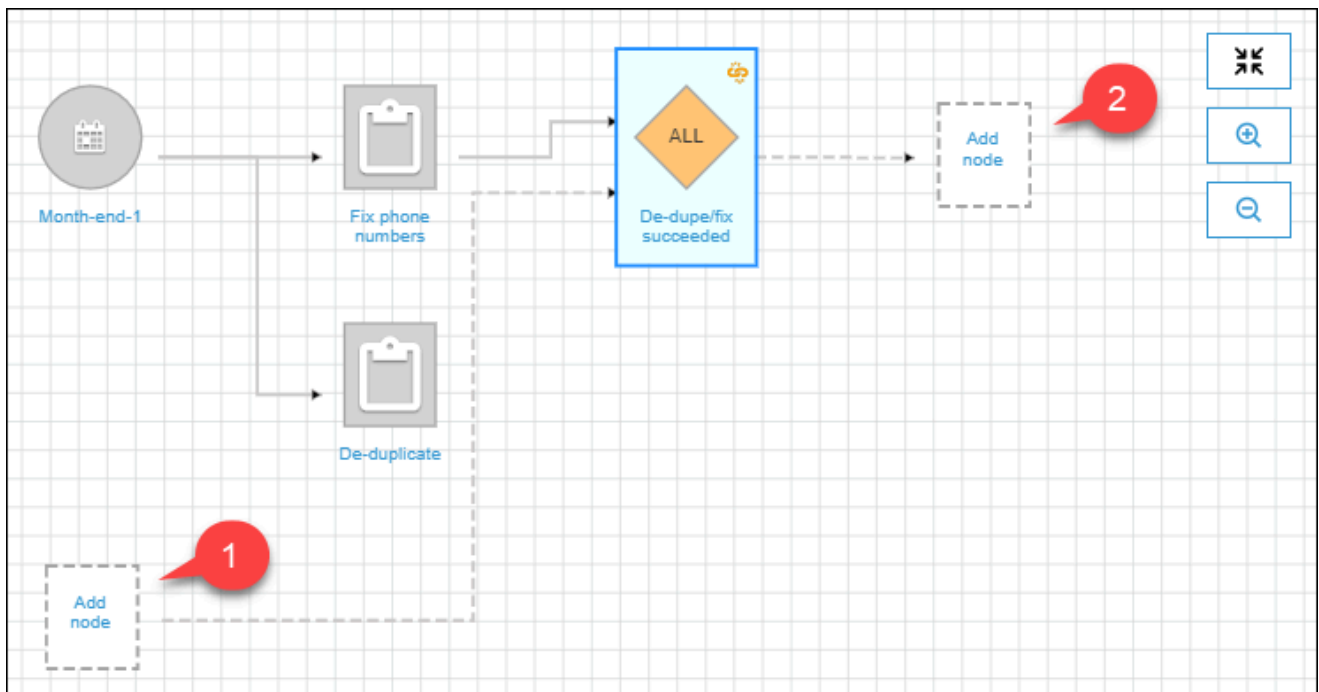 2
ALL
Add
node
Month-end-1
Fix phone
numbers
De-dupe/fix
succeeded
De-duplicate
1
Add
node